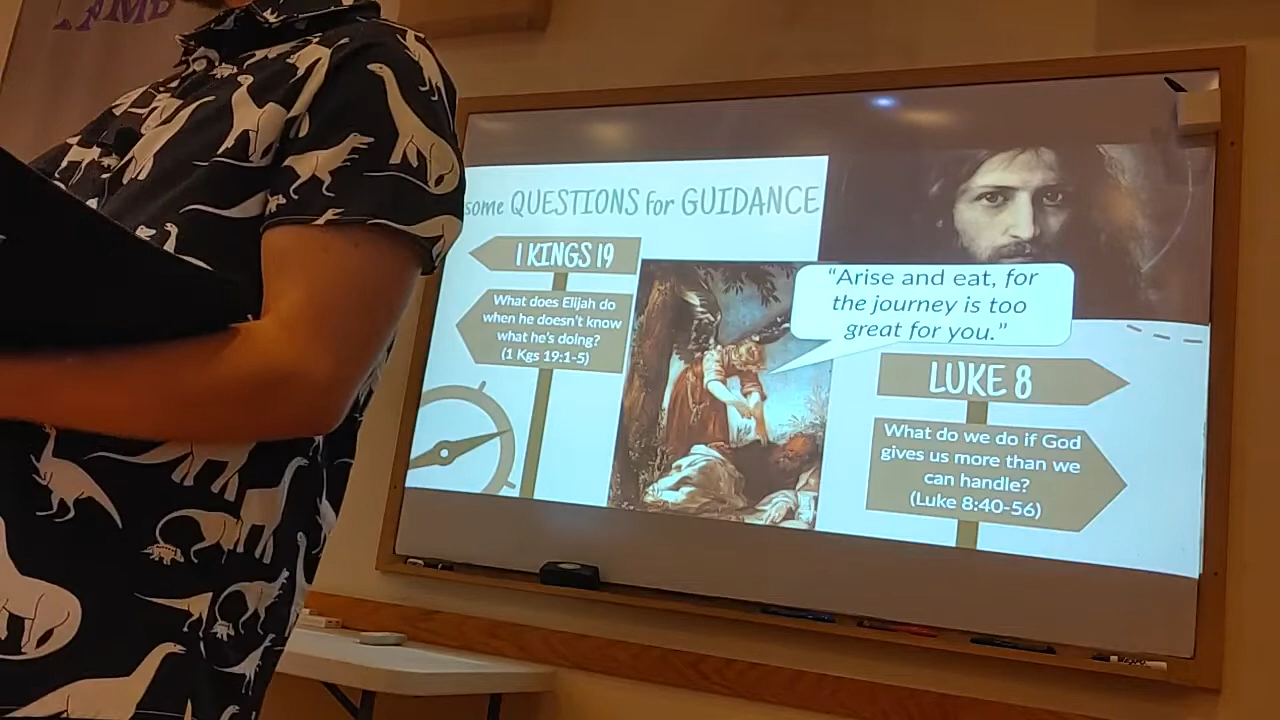 some QUESTIONS for GUIDANCE
1 KINGS 19
What does Elijah do
when he doesn't know
what he's doing?
(1 Kgs 19:1-5)
"Arise and eat, for
the journey is too
great for you."
LUKE 8
What do we do if God
gives us more than we
can handle?
(Luke 8:40-56)